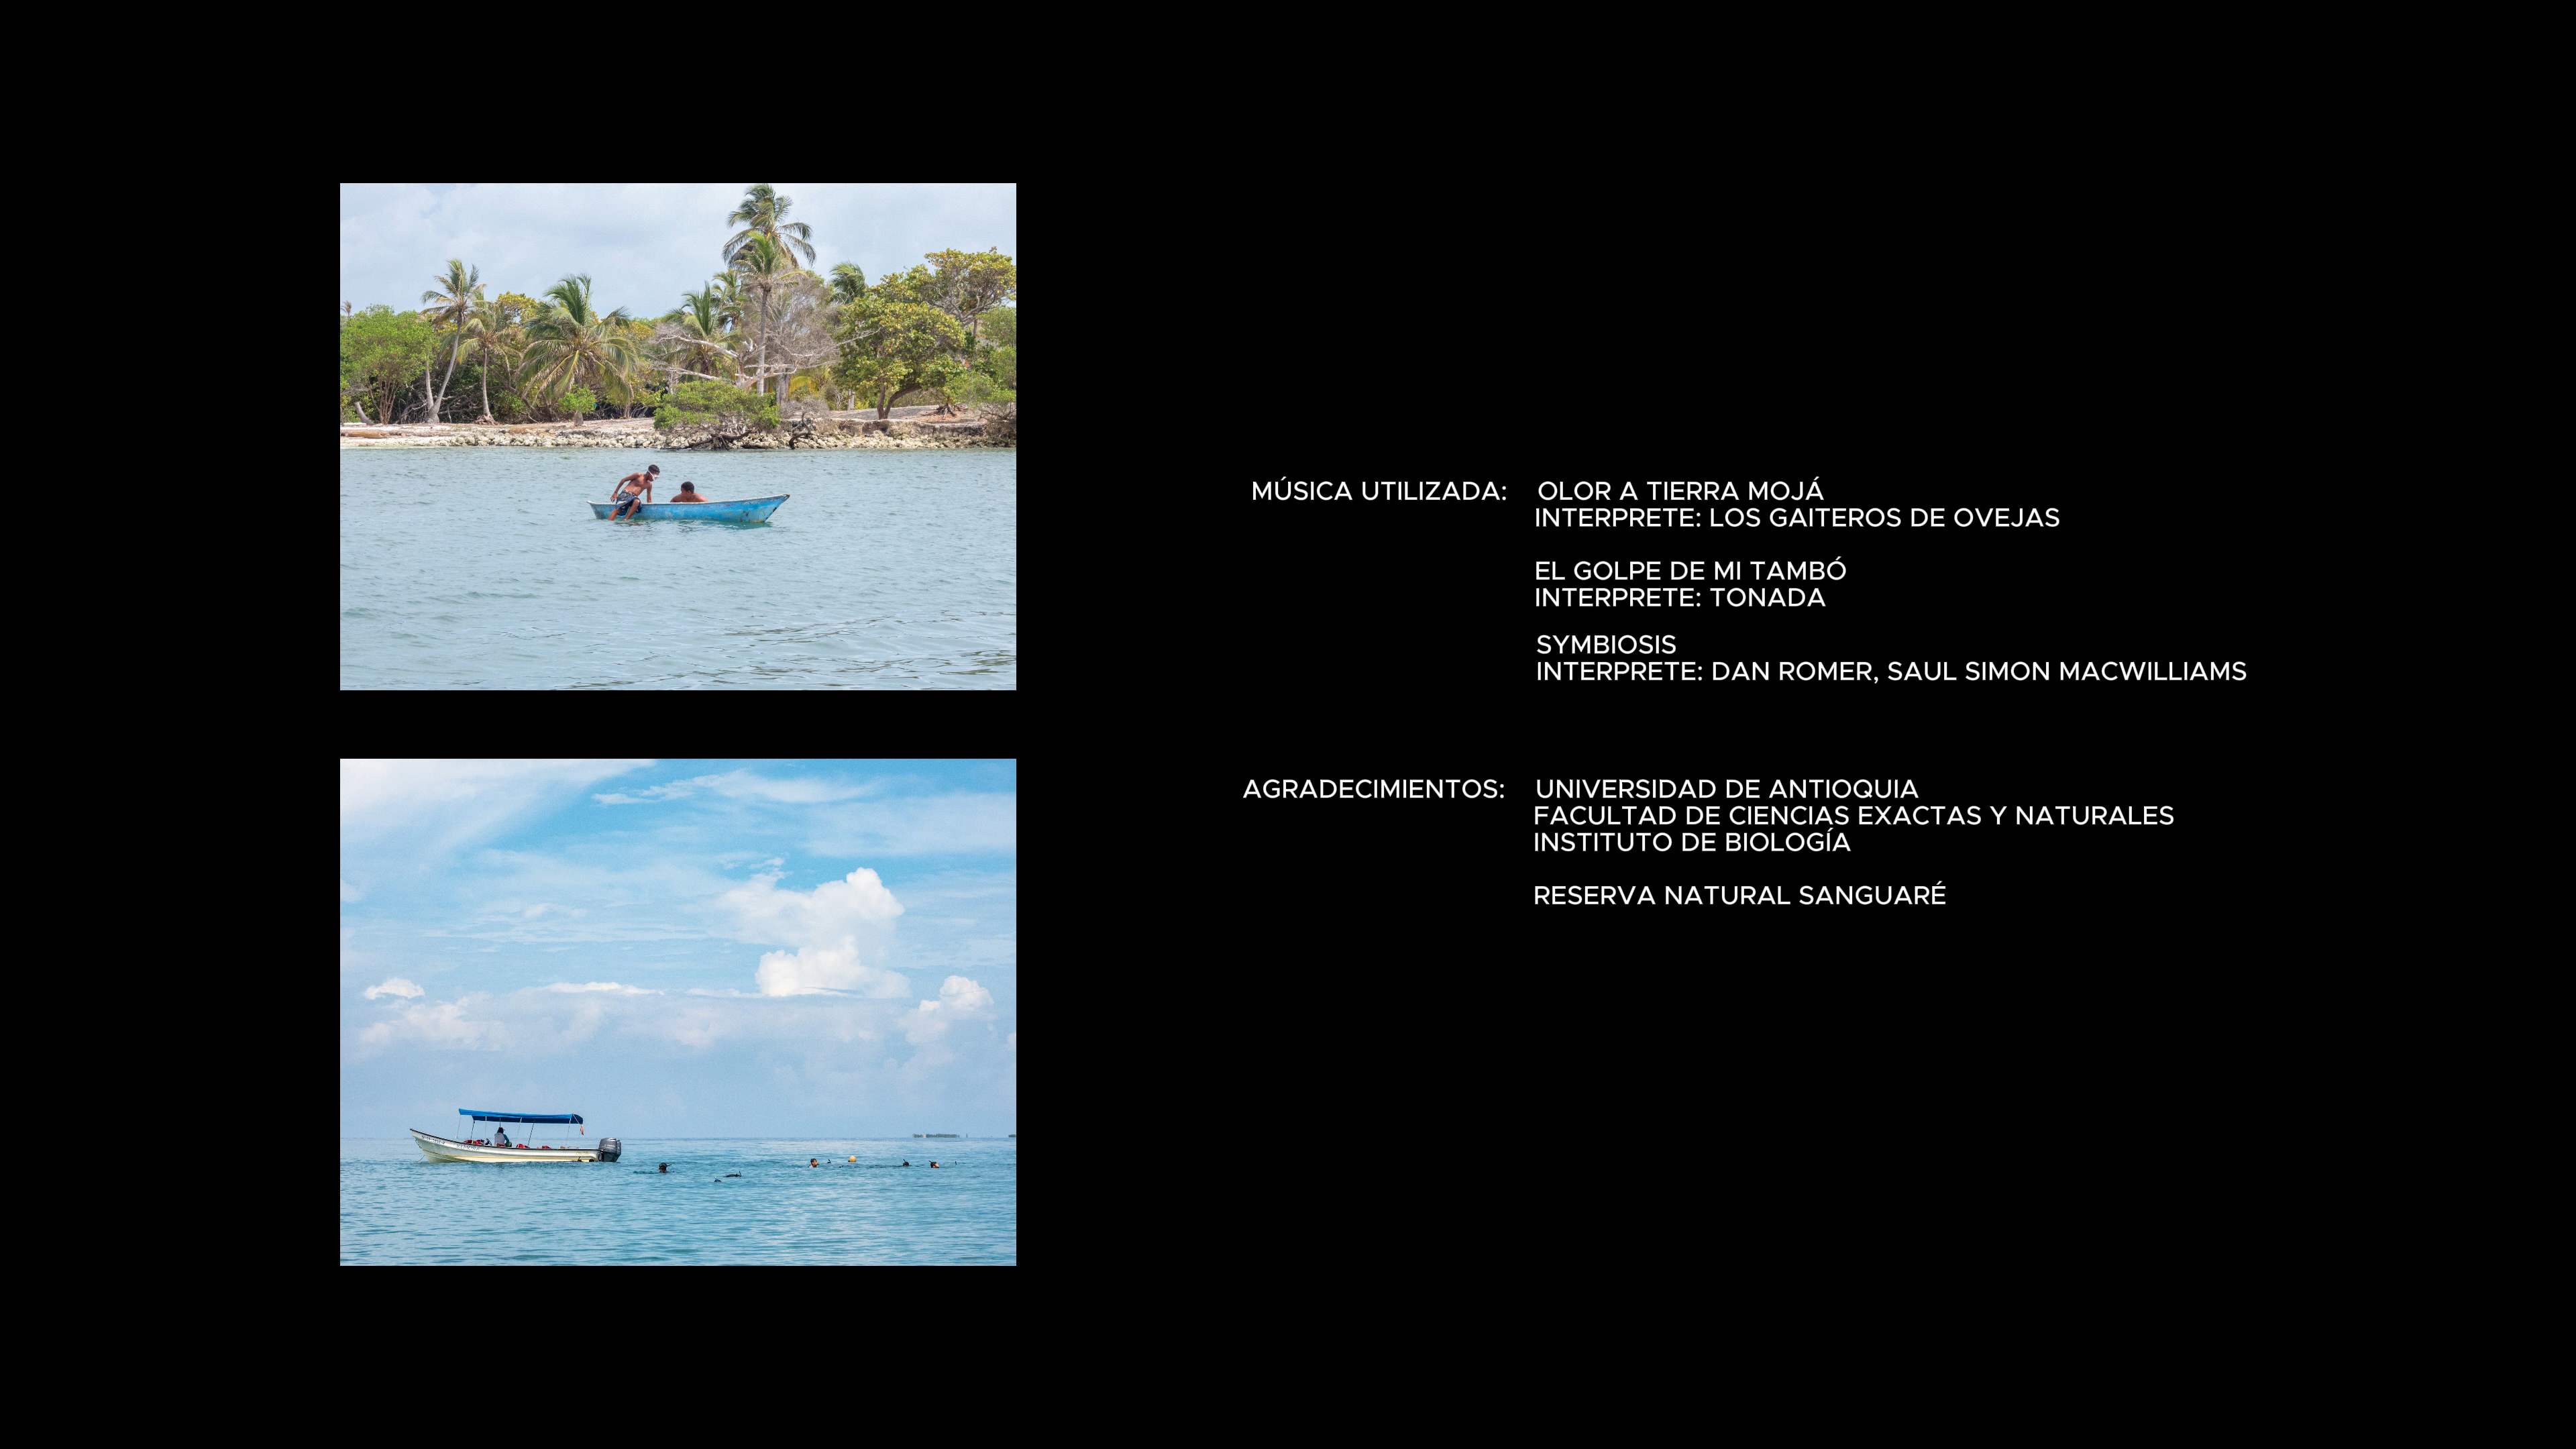 MÚSICA UTILIZADA: OLOR A TIERRA MOJÁ
INTERPRETE: LOS GAITEROS DE OVEJAS
EL GOLPE DE MI TAMBÓ
INTERPRETE: TONADA
SYMBIOSIS
INTERPRETE: DAN ROMER, SAUL SIMON MACWILLIAMS
AGRADECIMIENTOS: UNIVERSIDAD DE ANTIOQUIA
FACULTAD DE CIENCIAS EXACTAS Y NATURALES
INSTITUTO DE BIOLOGÍA
RESERVA NATURAL SANGUARÉ